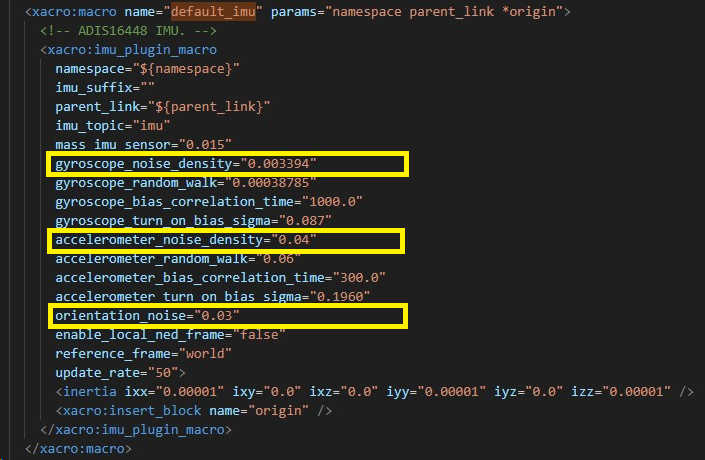 <xacro:macro name="default_imu" params="namespace parent_link *origin">
<!-- ADIS16448 IMU. -->
<xacro:imu_plugin_macro
namespace="${namespace}"
imu_suffix=""
parent_link="${parent_link}"
imu_topic="imu"
mass_imu_sensor="0.015"
gyroscope_noise_density="0.003394"
gyroscope_random_walk="0.00038785"
gyroscope_bias_correlation_time="1000.0"
gyroscope_turn_on_bias_sigma="0.087"
accelerometer_noise_density="0.04"
accelerometer_random_walk="0.06"
accelerometer_bias_correlation_time="300.0"
accelerometer_turn_on_bias_sigma="0.1960"
orientation_noise="0.03"
enable_local_ned_frame="false"
reference_frame="world"
update_rate="50">
<inertia ixx="0.00001" ixy="0.0" ixz="0.0" iyy="0.00001" iyz="0.0" izz="0.00001" />
<xacro:insert_block name="origin" />
</xacro:imu_plugin_macro>
</xacro:macro>